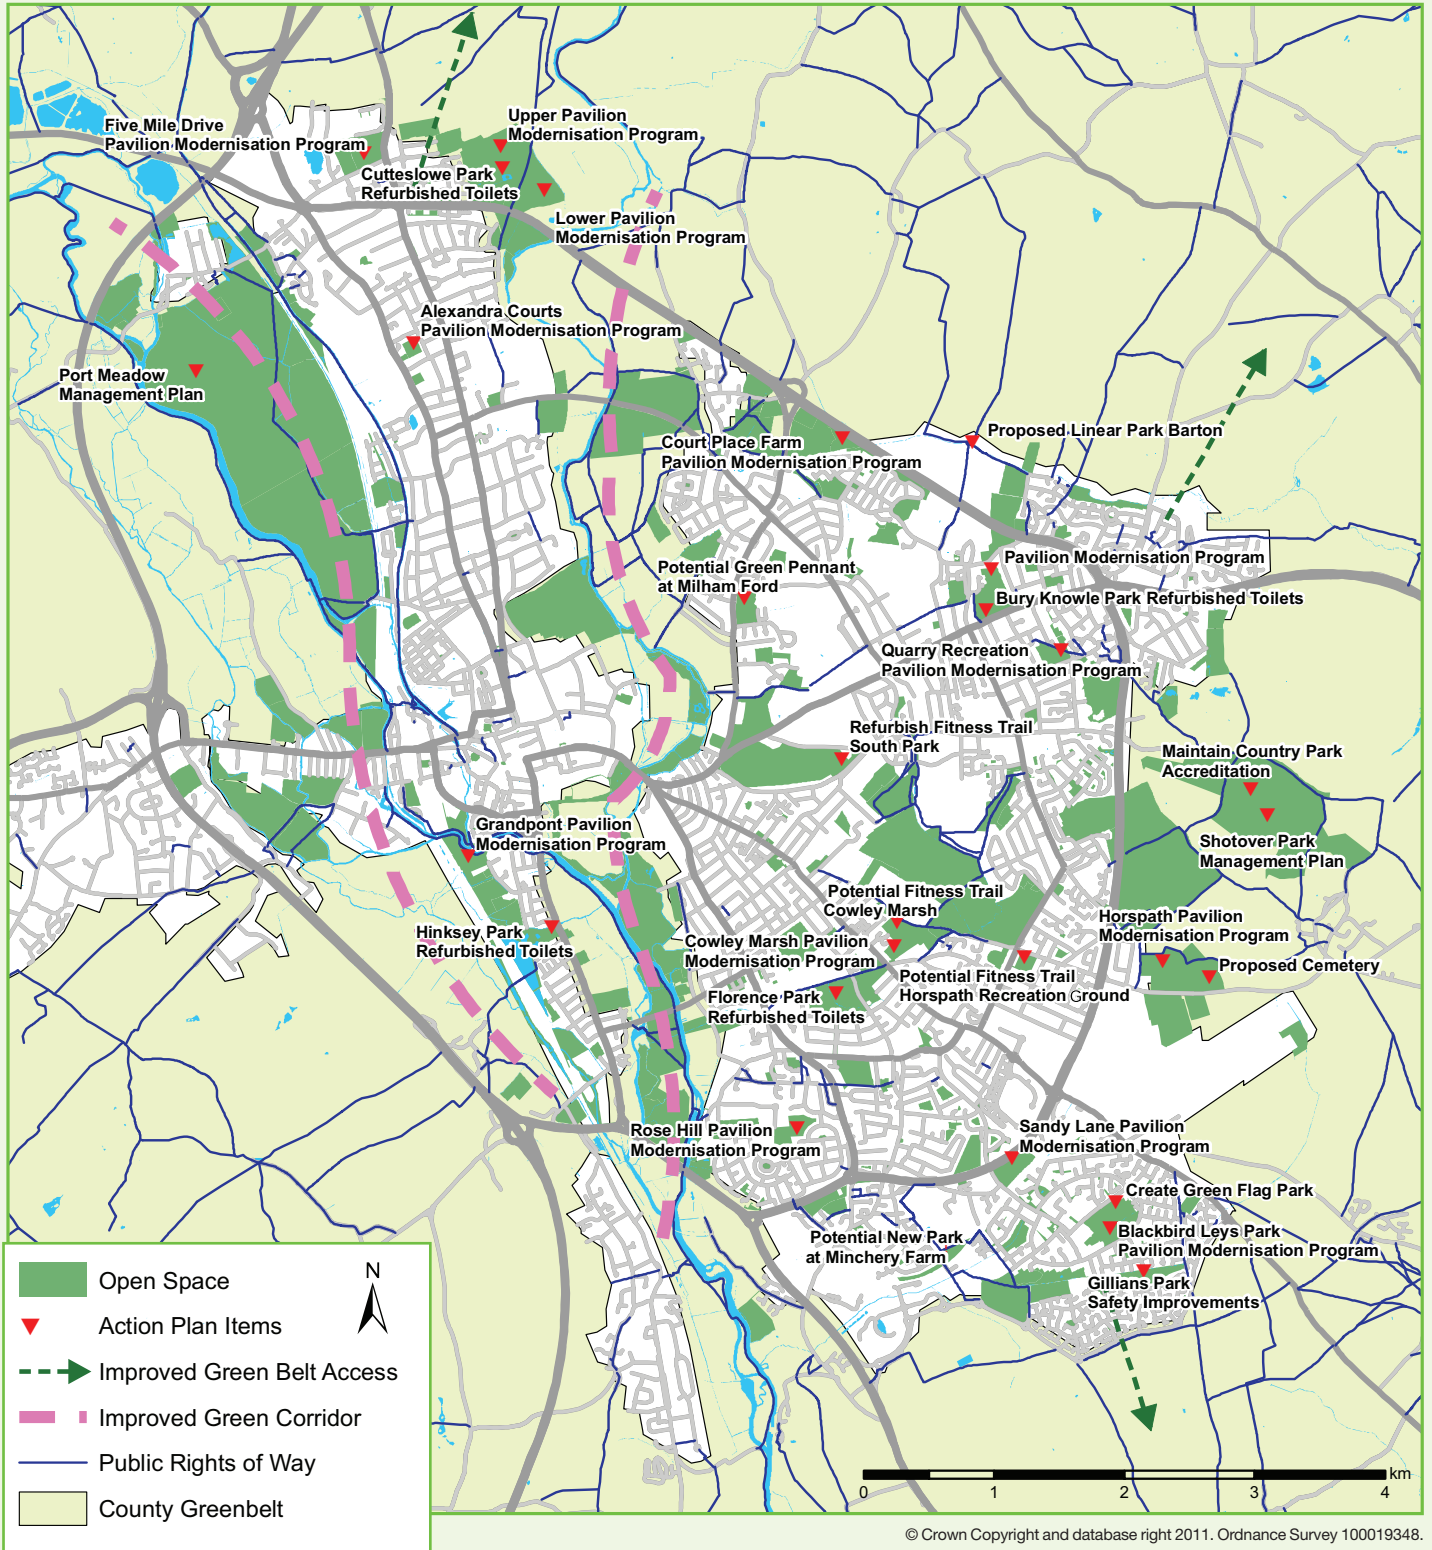 Five Mile Drive
Pavilion Modernisation Program
Upper Pavilion
Modernisation Program
Cutteslowe Park
Refurbished Toilets
Lower Pavilion
Modernisation Program
Alexandra Courts
Pavilion Modernisation Program
Port Meadow
Management Plan
Court Place Farm
Pavilion Modernisation Program
Proposed Linear Park Barton
Pavilion Modernisation Program
Potential Green Pennant
at Milham Ford
Bury Knowle Park Refurbished Toilets
Quarry Recreation
Pavilion Modernisation Program
Refurbish Fitness Trail
South Park
Maintain Country Park
Accreditation
Grandpont Pavilion
Modernisation Program
Shotover Park
Management Plan
Potential Fitness Trail
Cowley Marsh
Horspath Pavilion
Modernisation Program
Hinksey Park
Refurbished Toilets
Cowley Marsh Pavilion
Modernisation Program
Proposed Cemetery
Potential Fitness Trail
Horspath Recreation Ground
Florence Park
Refurbished Toilets
Rose Hill Pavilion
Modernisation Program
Sandy Lane Pavilion
Modernisation Program
Create Green Flag Park
Potential New Park
at Minchery Farm
Blackbird Leys Park
Pavilion Modernisation Program
Gillians Park
Safety Improvements
N
Open Space
Action Plan Items
Improved Green Belt Access
Improved Green Corridor
Public Rights of Way
County Greenbelt
km
0 1 2 3 4
© Crown Copyright and database right 2011. Ordnance Survey 100019348.